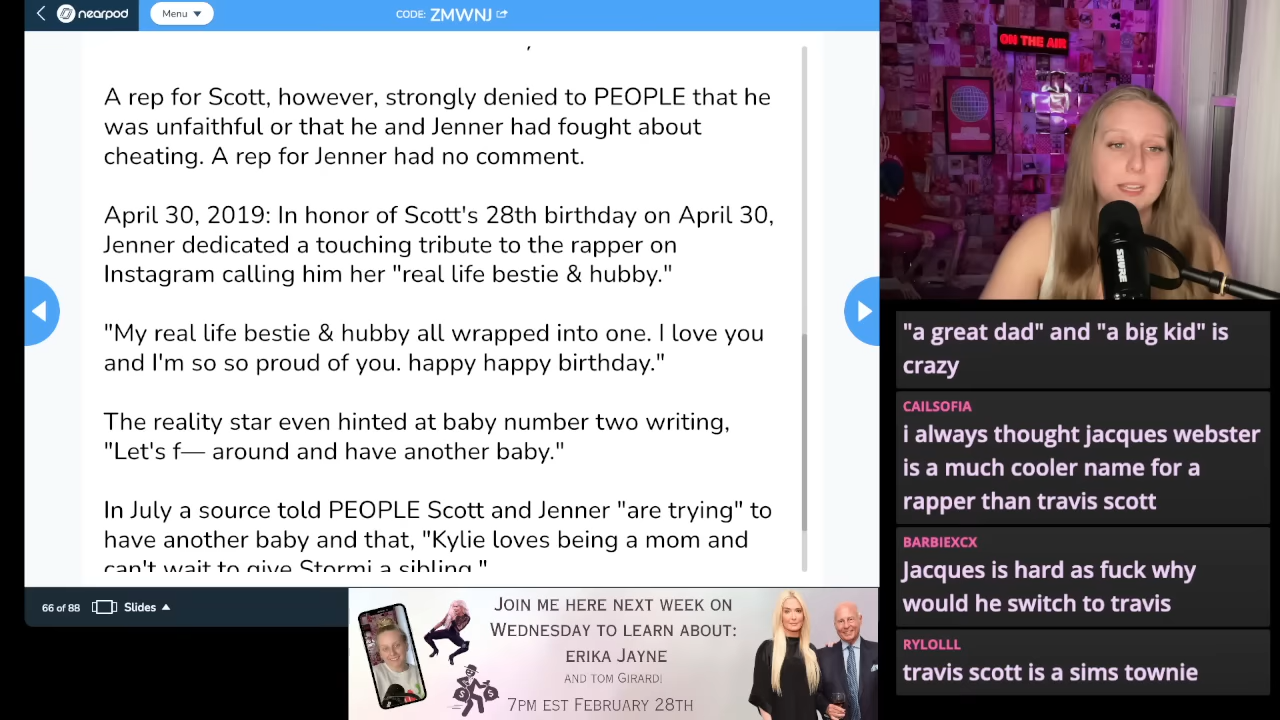 nearpod
Menu
CODE: ZMWNJ
A rep for Scott, however, strongly denied to PEOPLE that he
was unfaithful or that he and Jenner had fought about
cheating. A rep for Jenner had no comment.
April 30, 2019: In honor of Scott's 28th birthday on April 30,
Jenner dedicated a touching tribute to the rapper on
Instagram calling him her "real life bestie & hubby."
"My real life bestie & hubby all wrapped into one. I love you
and I'm so so proud of you. happy happy birthday."
The reality star even hinted at baby number two writing,
"Let's f— around and have another baby."
In July a source told PEOPLE Scott and Jenner "are trying" to
have another baby and that, "Kylie loves being a mom and
can't wait to give Stormi a sibling."
66 of 88
Slides
JOIN ME HERE NEXT WEEK ON
WEDNESDAY TO LEARN ABOUT:
ERIKA JAYNE
AND TOM GIRARDI
7PM EST FEBRUARY 28TH
ON THE AIR
SHURE
"a great dad" and "a big kid" is
crazy
CAILSOFIA
i always thought jacques webster
is a much cooler name for a
rapper than travis scott
BARBIEXCX
Jacques is hard as fuck why
would he switch to travis
RYLOLLL
travis scott is a sims townie